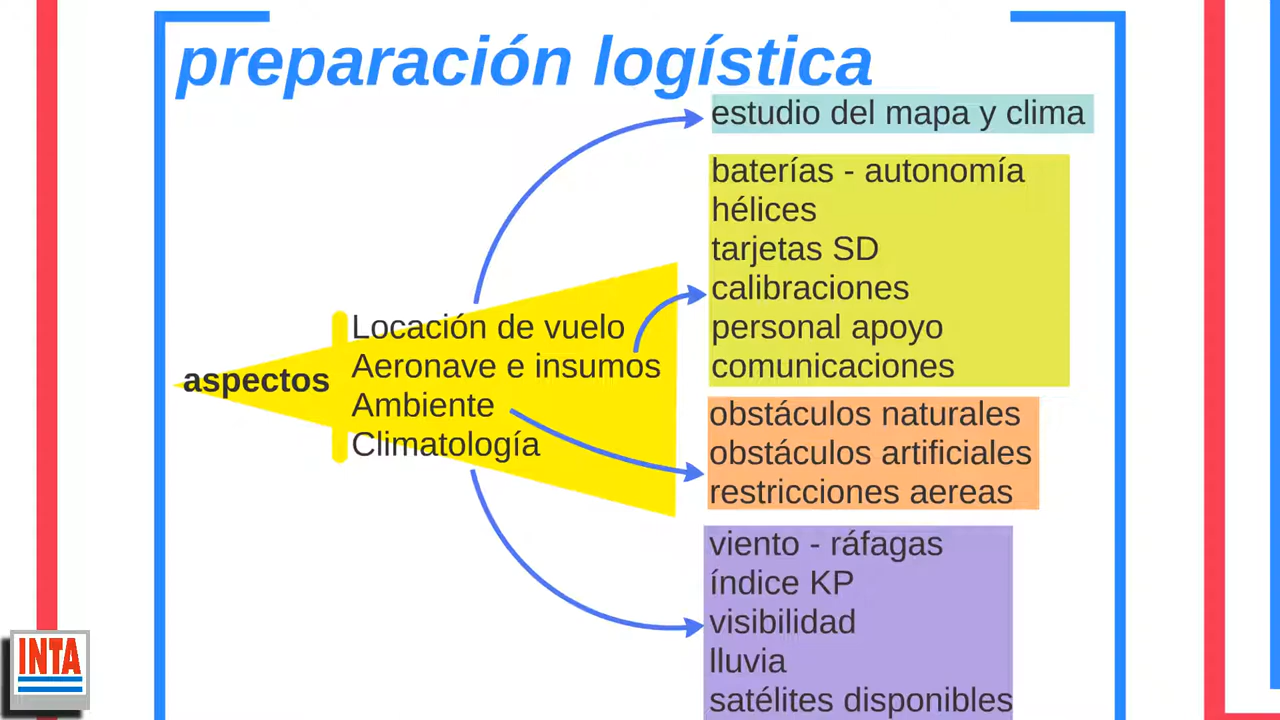 preparación logística
estudio del mapa y clima
baterías - autonomía
hélices
tarjetas SD
calibraciones
personal apoyo
comunicaciones
aspectos
Locación de vuelo
Aeronave e insumos
Ambiente
Climatología
obstáculos naturales
obstáculos artificiales
restricciones aereas
viento - ráfagas
índice KP
visibilidad
lluvia
satélites disponibles
INTA